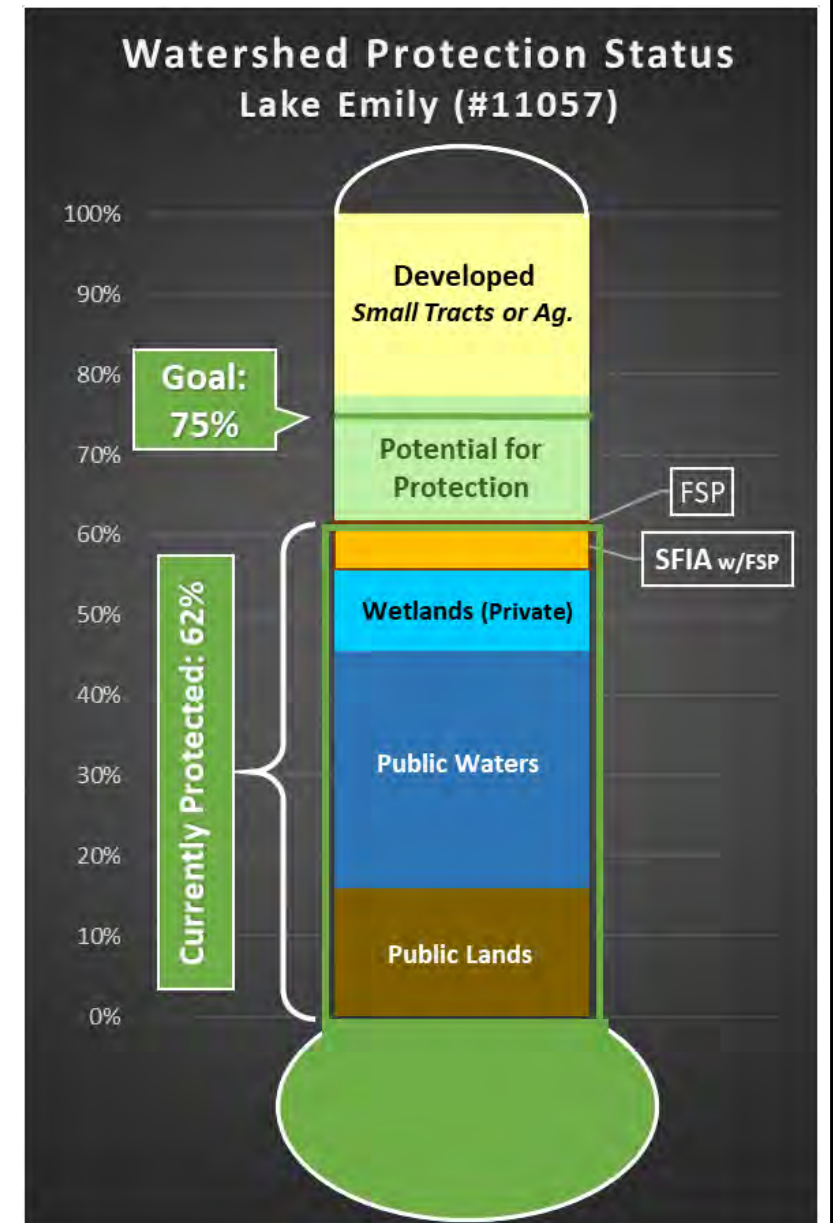 Watershed Protection Status
Lake Emily (#11057)
100%
90%
80%
70%
60%
50%
40%
30%
20%
10%
0%
Goal:
75%
Currently Protected: 62%
Developed
Small Tracts or Ag.
Potential for
Protection
FSP
SFIA w/FSP
Wetlands (Private)
Public Waters
Public Lands